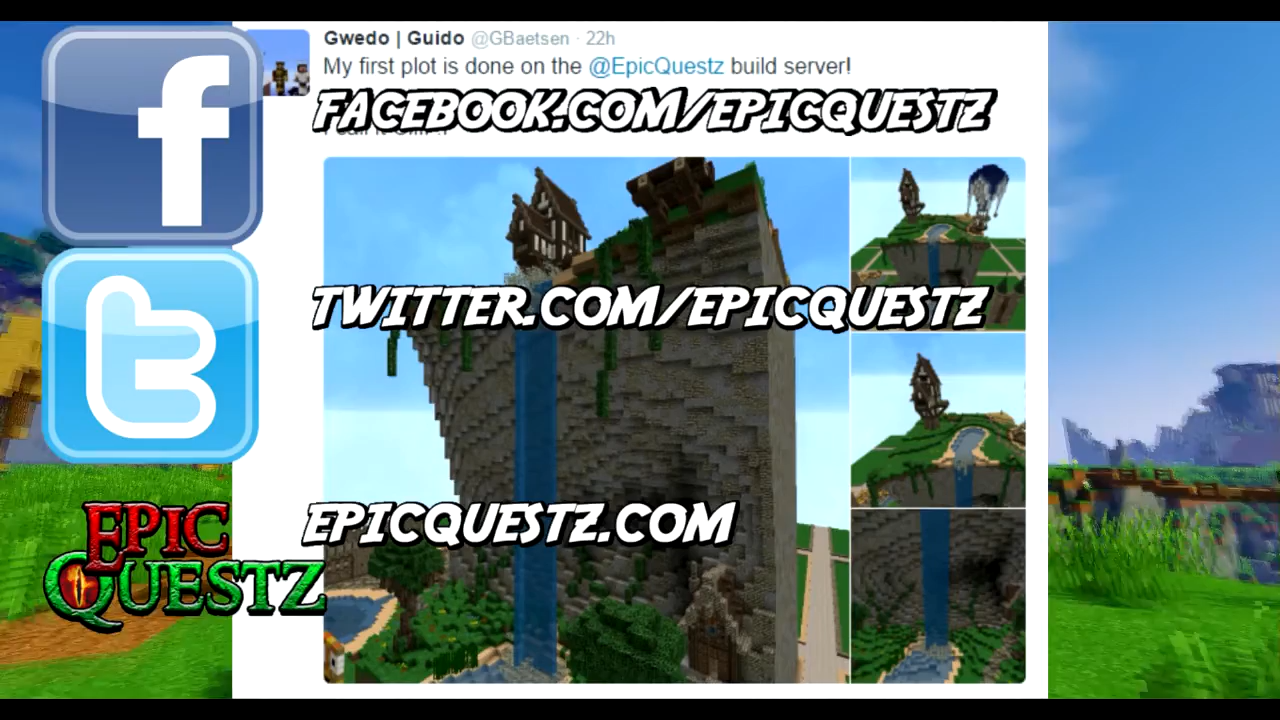 Gwedo | Guido @GBaetsen · 22h
My first plot is done on the @EpicQuestz build server!
FACEBOOK.COM/EPICQUESTZ
TWITTER.COM/EPICQUESTZ
EPICQUESTZ.COM
EPIC
QUESTZ